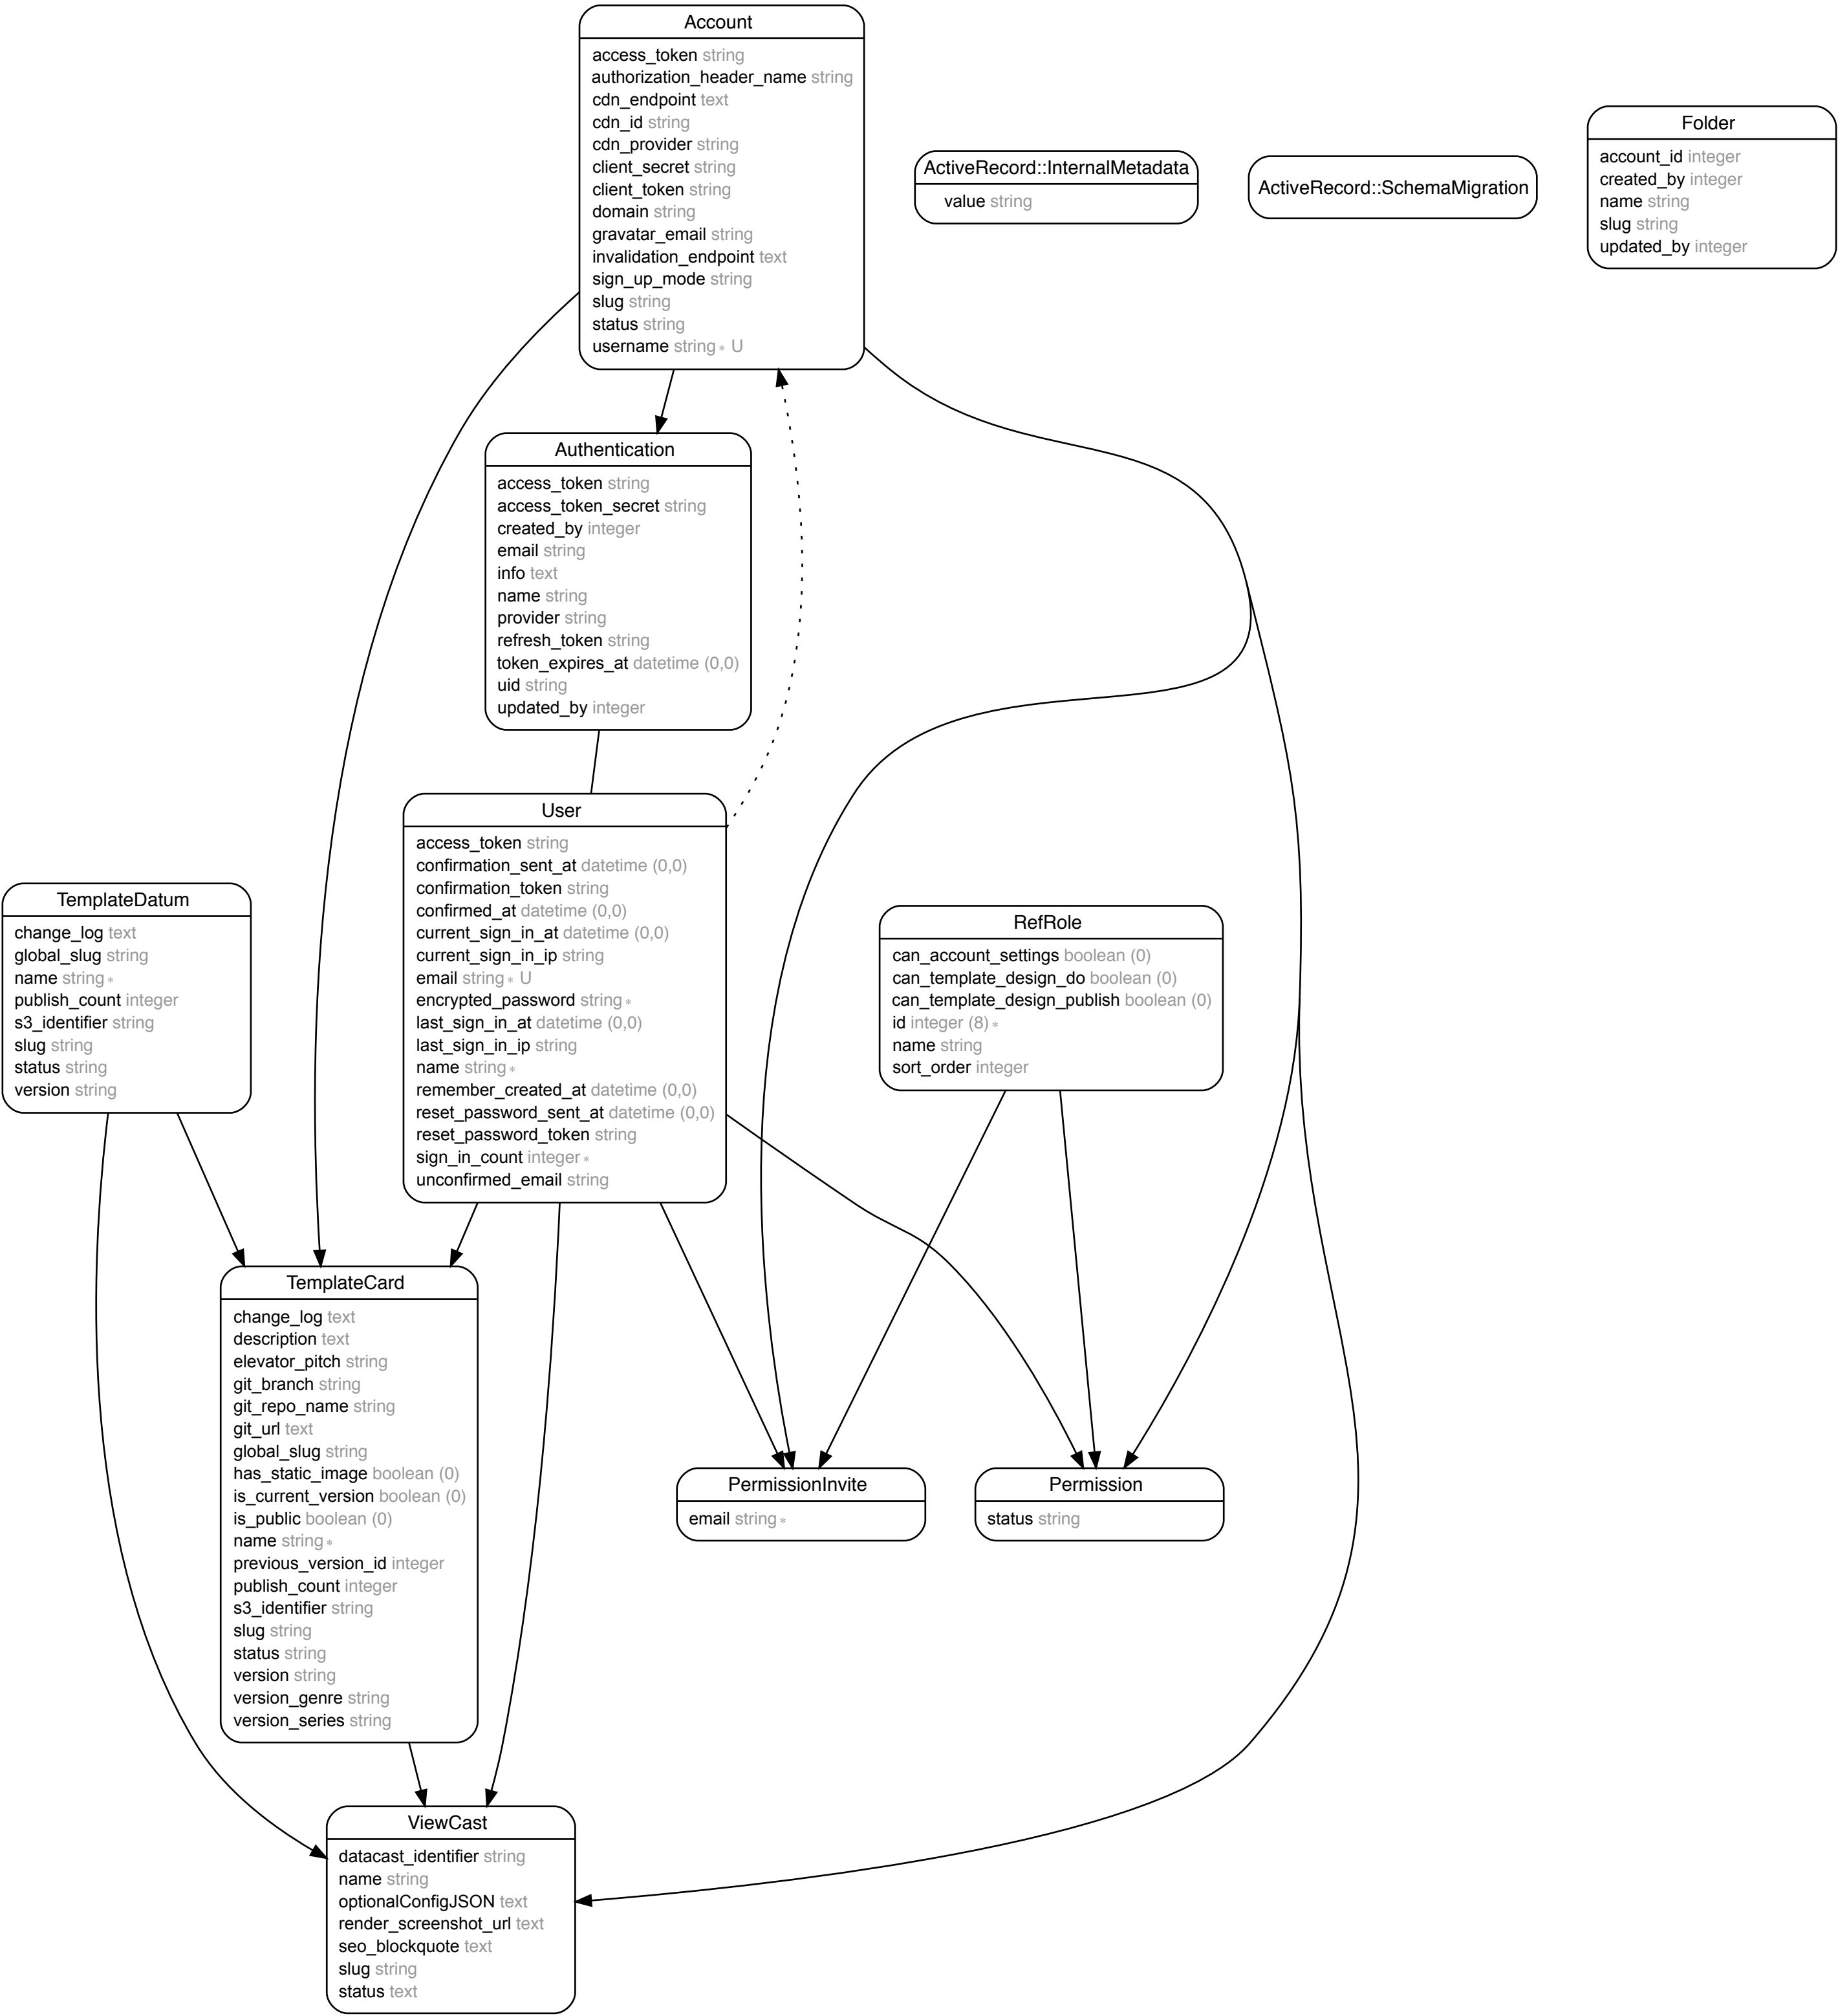 Account
access_token string
authorization_header_name string
cdn_endpoint text
cdn_id string
cdn_provider string
client_secret string
client_token string
domain string
gravatar_email string
invalidation_endpoint text
sign_up_mode string
slug string
status string
username string∗ U
ActiveRecord::InternalMetadata
value string
ActiveRecord::SchemaMigration
Folder
account_id integer
created_by integer
name string
slug string
updated_by integer
Authentication
access_token string
access_token_secret string
created_by integer
email string
info text
name string
provider string
refresh_token string
token_expires_at datetime (0,0)
uid string
updated_by integer
User
access_token string
confirmation_sent_at datetime (0,0)
confirmation_token string
confirmed_at datetime (0,0)
current_sign_in_at datetime (0,0)
current_sign_in_ip string
email string∗ U
encrypted_password string∗
last_sign_in_at datetime (0,0)
last_sign_in_ip string
name string∗
remember_created_at datetime (0,0)
reset_password_sent_at datetime (0,0)
reset_password_token string
sign_in_count integer∗
unconfirmed_email string
TemplateDatum
change_log text
global_slug string
name string∗
publish_count integer
s3_identifier string
slug string
status string
version string
RefRole
can_account_settings boolean (0)
can_template_design_do boolean (0)
can_template_design_publish boolean (0)
id integer (8)∗
name string
sort_order integer
TemplateCard
change_log text
description text
elevator_pitch string
git_branch string
git_repo_name string
git_url text
global_slug string
has_static_image boolean (0)
is_current_version boolean (0)
is_public boolean (0)
name string∗
previous_version_id integer
publish_count integer
s3_identifier string
slug string
status string
version string
version_genre string
version_series string
PermissionInvite
email string∗
Permission
status string
ViewCast
datacast_identifier string
name string
optionalConfigJSON text
render_screenshot_url text
seo_blockquote text
slug string
status text